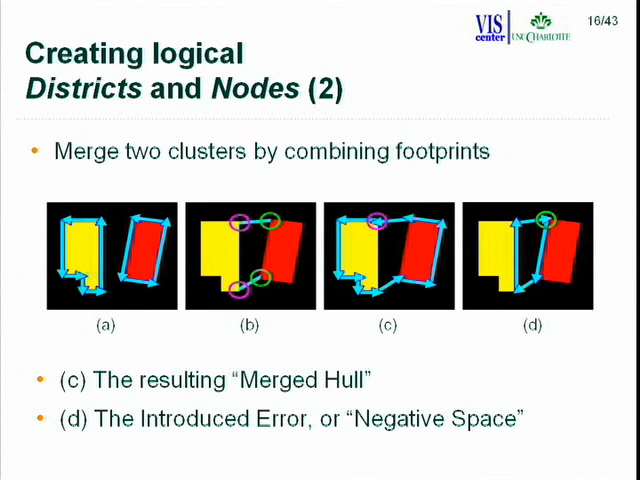 VIS
center
UNC CHARLOTTE
16/43
Creating logical
Districts and Nodes (2)
• Merge two clusters by combining footprints
(a)
(b)
(c)
(d)
• (c) The resulting “Merged Hull”
• (d) The Introduced Error, or “Negative Space”